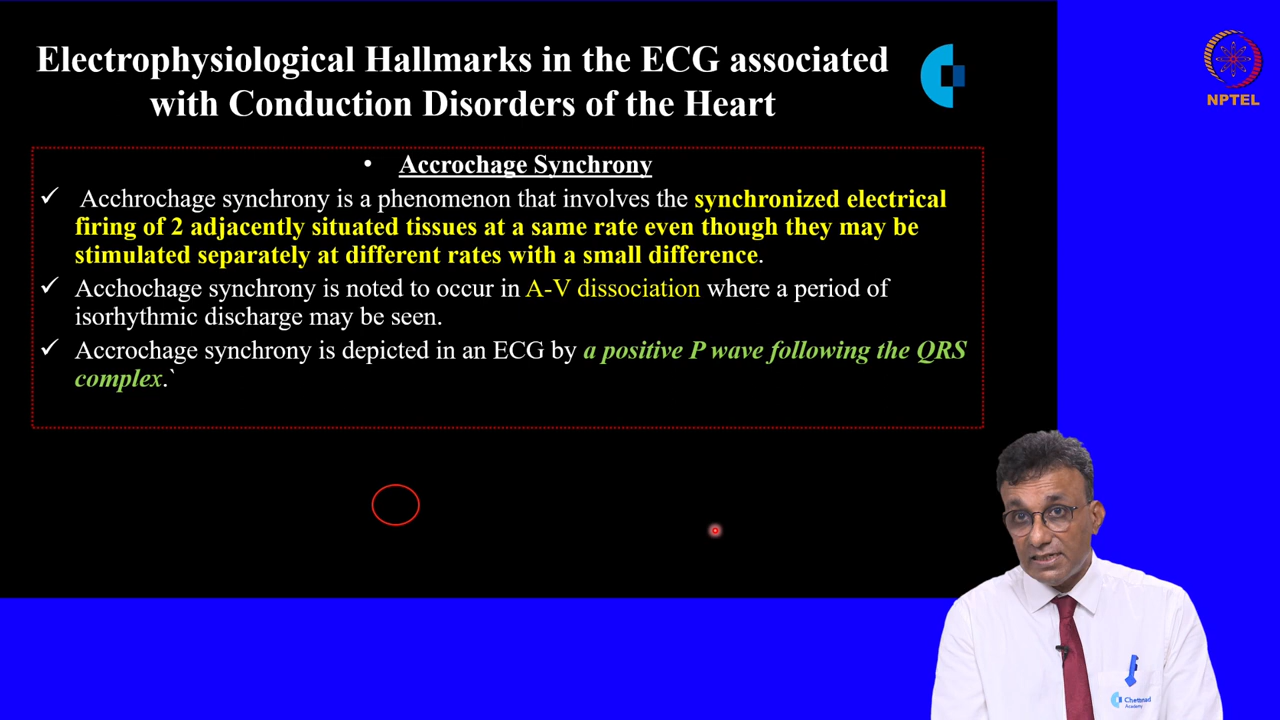 Electrophysiological Hallmarks in the ECG associated
with Conduction Disorders of the Heart
NPTEL
• Accrochage Synchrony
✓ Acchrochage synchrony is a phenomenon that involves the synchronized electrical
firing of 2 adjacently situated tissues at a same rate even though they may be
stimulated separately at different rates with a small difference.
✓ Acchochage synchrony is noted to occur in A-V dissociation where a period of
isorhythmic discharge may be seen.
✓ Accrochage synchrony is depicted in an ECG by a positive P wave following the QRS
complex.`
Chettinad
Academy